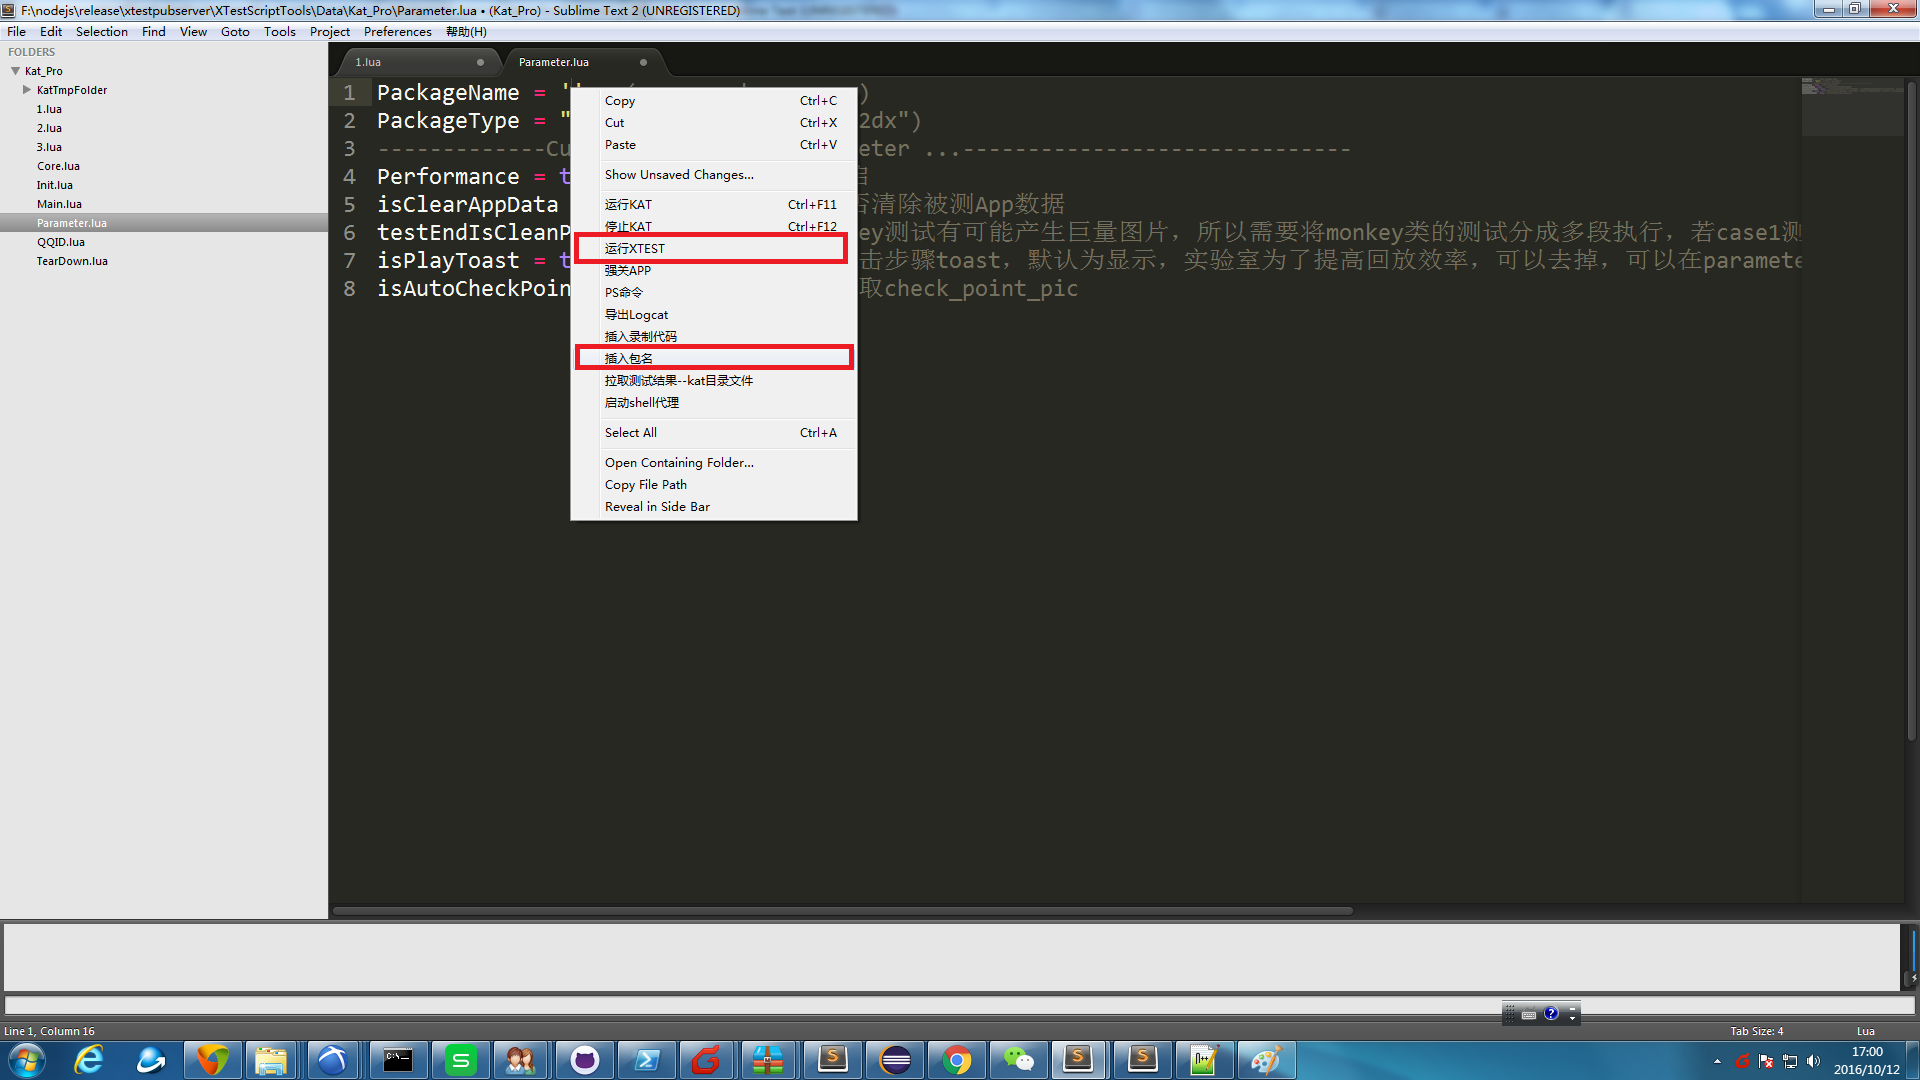 F:\nodejs\release\xtestpubserver\XTestScriptTools\Data\Kat_Pro\Parameter.lua • (Kat_Pro) - Sublime Text 2 (UNREGISTERED)
File Edit Selection Find View Goto Tools Project Preferences 帮助(H)
FOLDERS
Kat_Pro
KatTmpFolder
1.lua
2.lua
3.lua
Core.lua
Init.lua
Main.lua
Parameter.lua
QQID.lua
TearDown.lua
1.lua
Parameter.lua
1 PackageName = ')
2 PackageType = " 2dx")
3 -------------Cu eter ...------------------------------
4 Performance = t
5 isClearAppData 否清除被测App数据
6 testEndIsCleanP ey测试有可能产生巨量图片，所以需要将monkey类的测试分成多段执行，若case1测
7 isPlayToast = t 击步骤toast，默认为显示，实验室为了提高回放效率，可以去掉，可以在paramete
8 isAutoCheckPoin 取check_point_pic
Copy Ctrl+C
Cut Ctrl+X
Paste Ctrl+V
Show Unsaved Changes...
运行KAT Ctrl+F11
停止KAT Ctrl+F12
运行XTEST
强关APP
PS命令
导出Logcat
插入录制代码
插入包名
拉取测试结果--kat目录文件
启动shell代理
Select All Ctrl+A
Open Containing Folder...
Copy File Path
Reveal in Side Bar
Line 1, Column 16
Tab Size: 4
Lua
17:00
2016/10/12